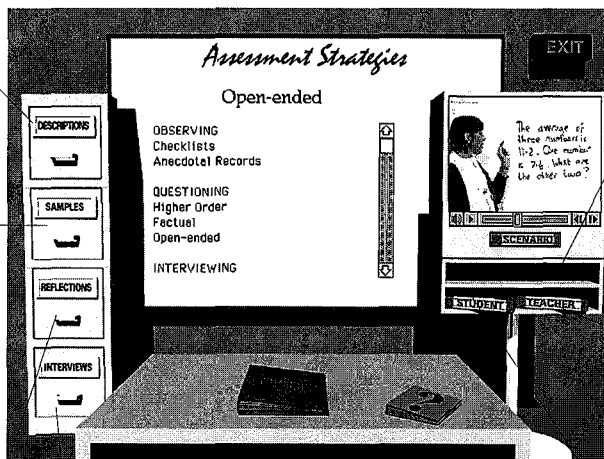 Assessment Strategies
EXIT
Open-ended
OBSERVING
Checklists
Anecdotal Records
QUESTIONING
Higher Order
Factual
Open-ended
INTERVIEWING
DESCRIPTIONS
SAMPLES
REFLECTIONS
INTERVIEWS
The average of
three numbers is
11.2. One number
is 7.6. What are
the other two?
SCENARIO
STUDENT
TEACHER
?